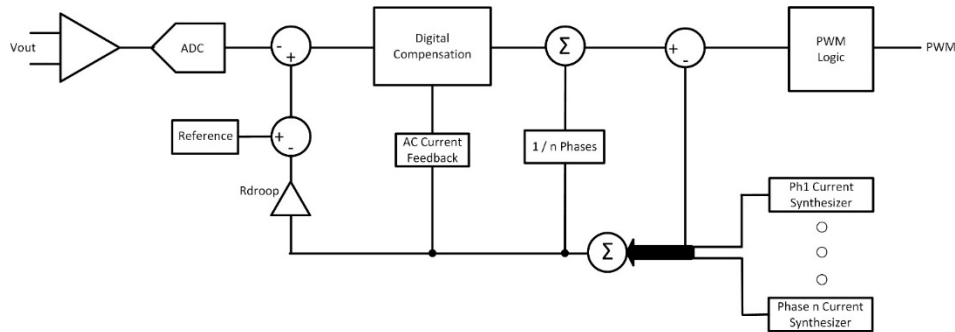 Vout
ADC
-
+
Digital
Compensation
Σ
+
-
PWM
Logic
PWM
Reference
+
-
AC Current
Feedback
1 / n Phases
Rdroop
Σ
Ph1 Current
Synthesizer
Phase n Current
Synthesizer